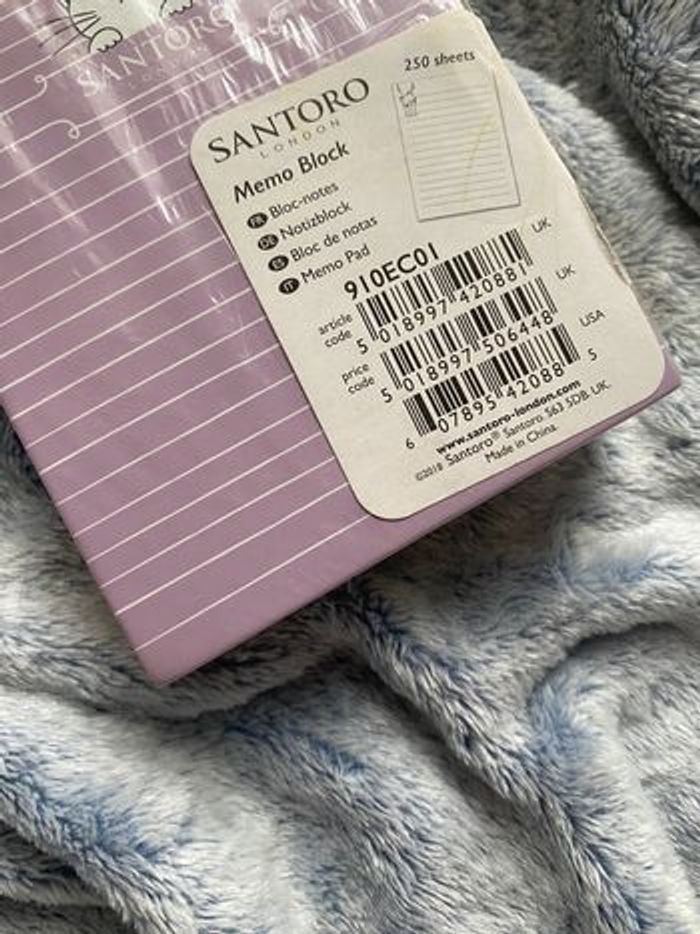 SANTORO
250 sheets
SANTORO
LONDON
Memo Block
FR Bloc-notes
DE Notizblock
ES Bloc de notas
IT Memo Pad
910EC01
article code
UK
5 018997 420881
price code
UK
5 018997 506448
USA
6 07895 42088 5
www.santoro-london.com
©2018 Santoro® Santoro. S63 5DB. UK.
Made in China.